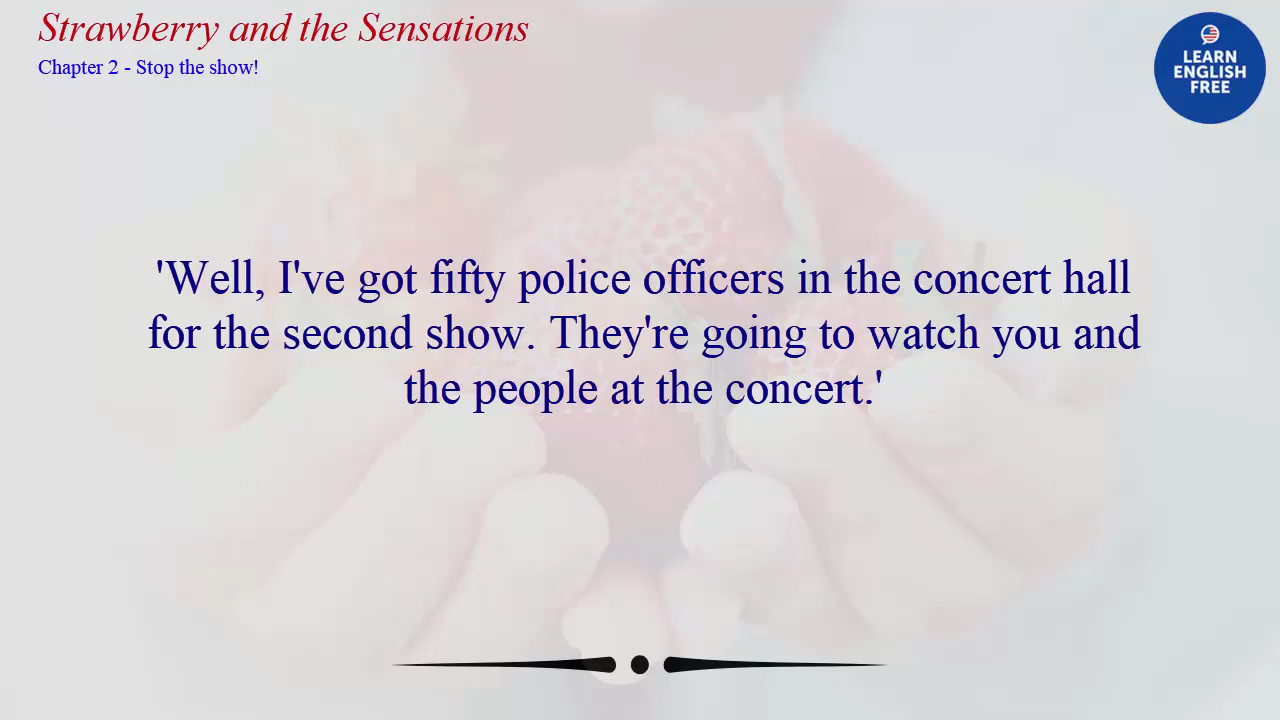 Strawberry and the Sensations
Chapter 2 - Stop the show!
LEARN
ENGLISH
FREE
'Well, I've got fifty police officers in the concert hall
for the second show. They're going to watch you and
the people at the concert.'